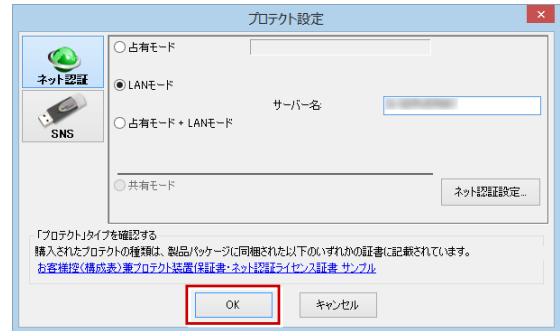 プロテクト設定
ネット認証
SNS
占有モード
LANモード
サーバー名:
占有モード + LANモード
共有モード
ネット認証設定...
「プロテクト」タイプを確認する
購入されたプロテクトの種類は、製品パッケージに同梱された以下のいずれかの証書に記載されています。
お客様控(構成表)兼プロテクト装置保証書・ネット認証ライセンス証書 サンプル
OK
キャンセル